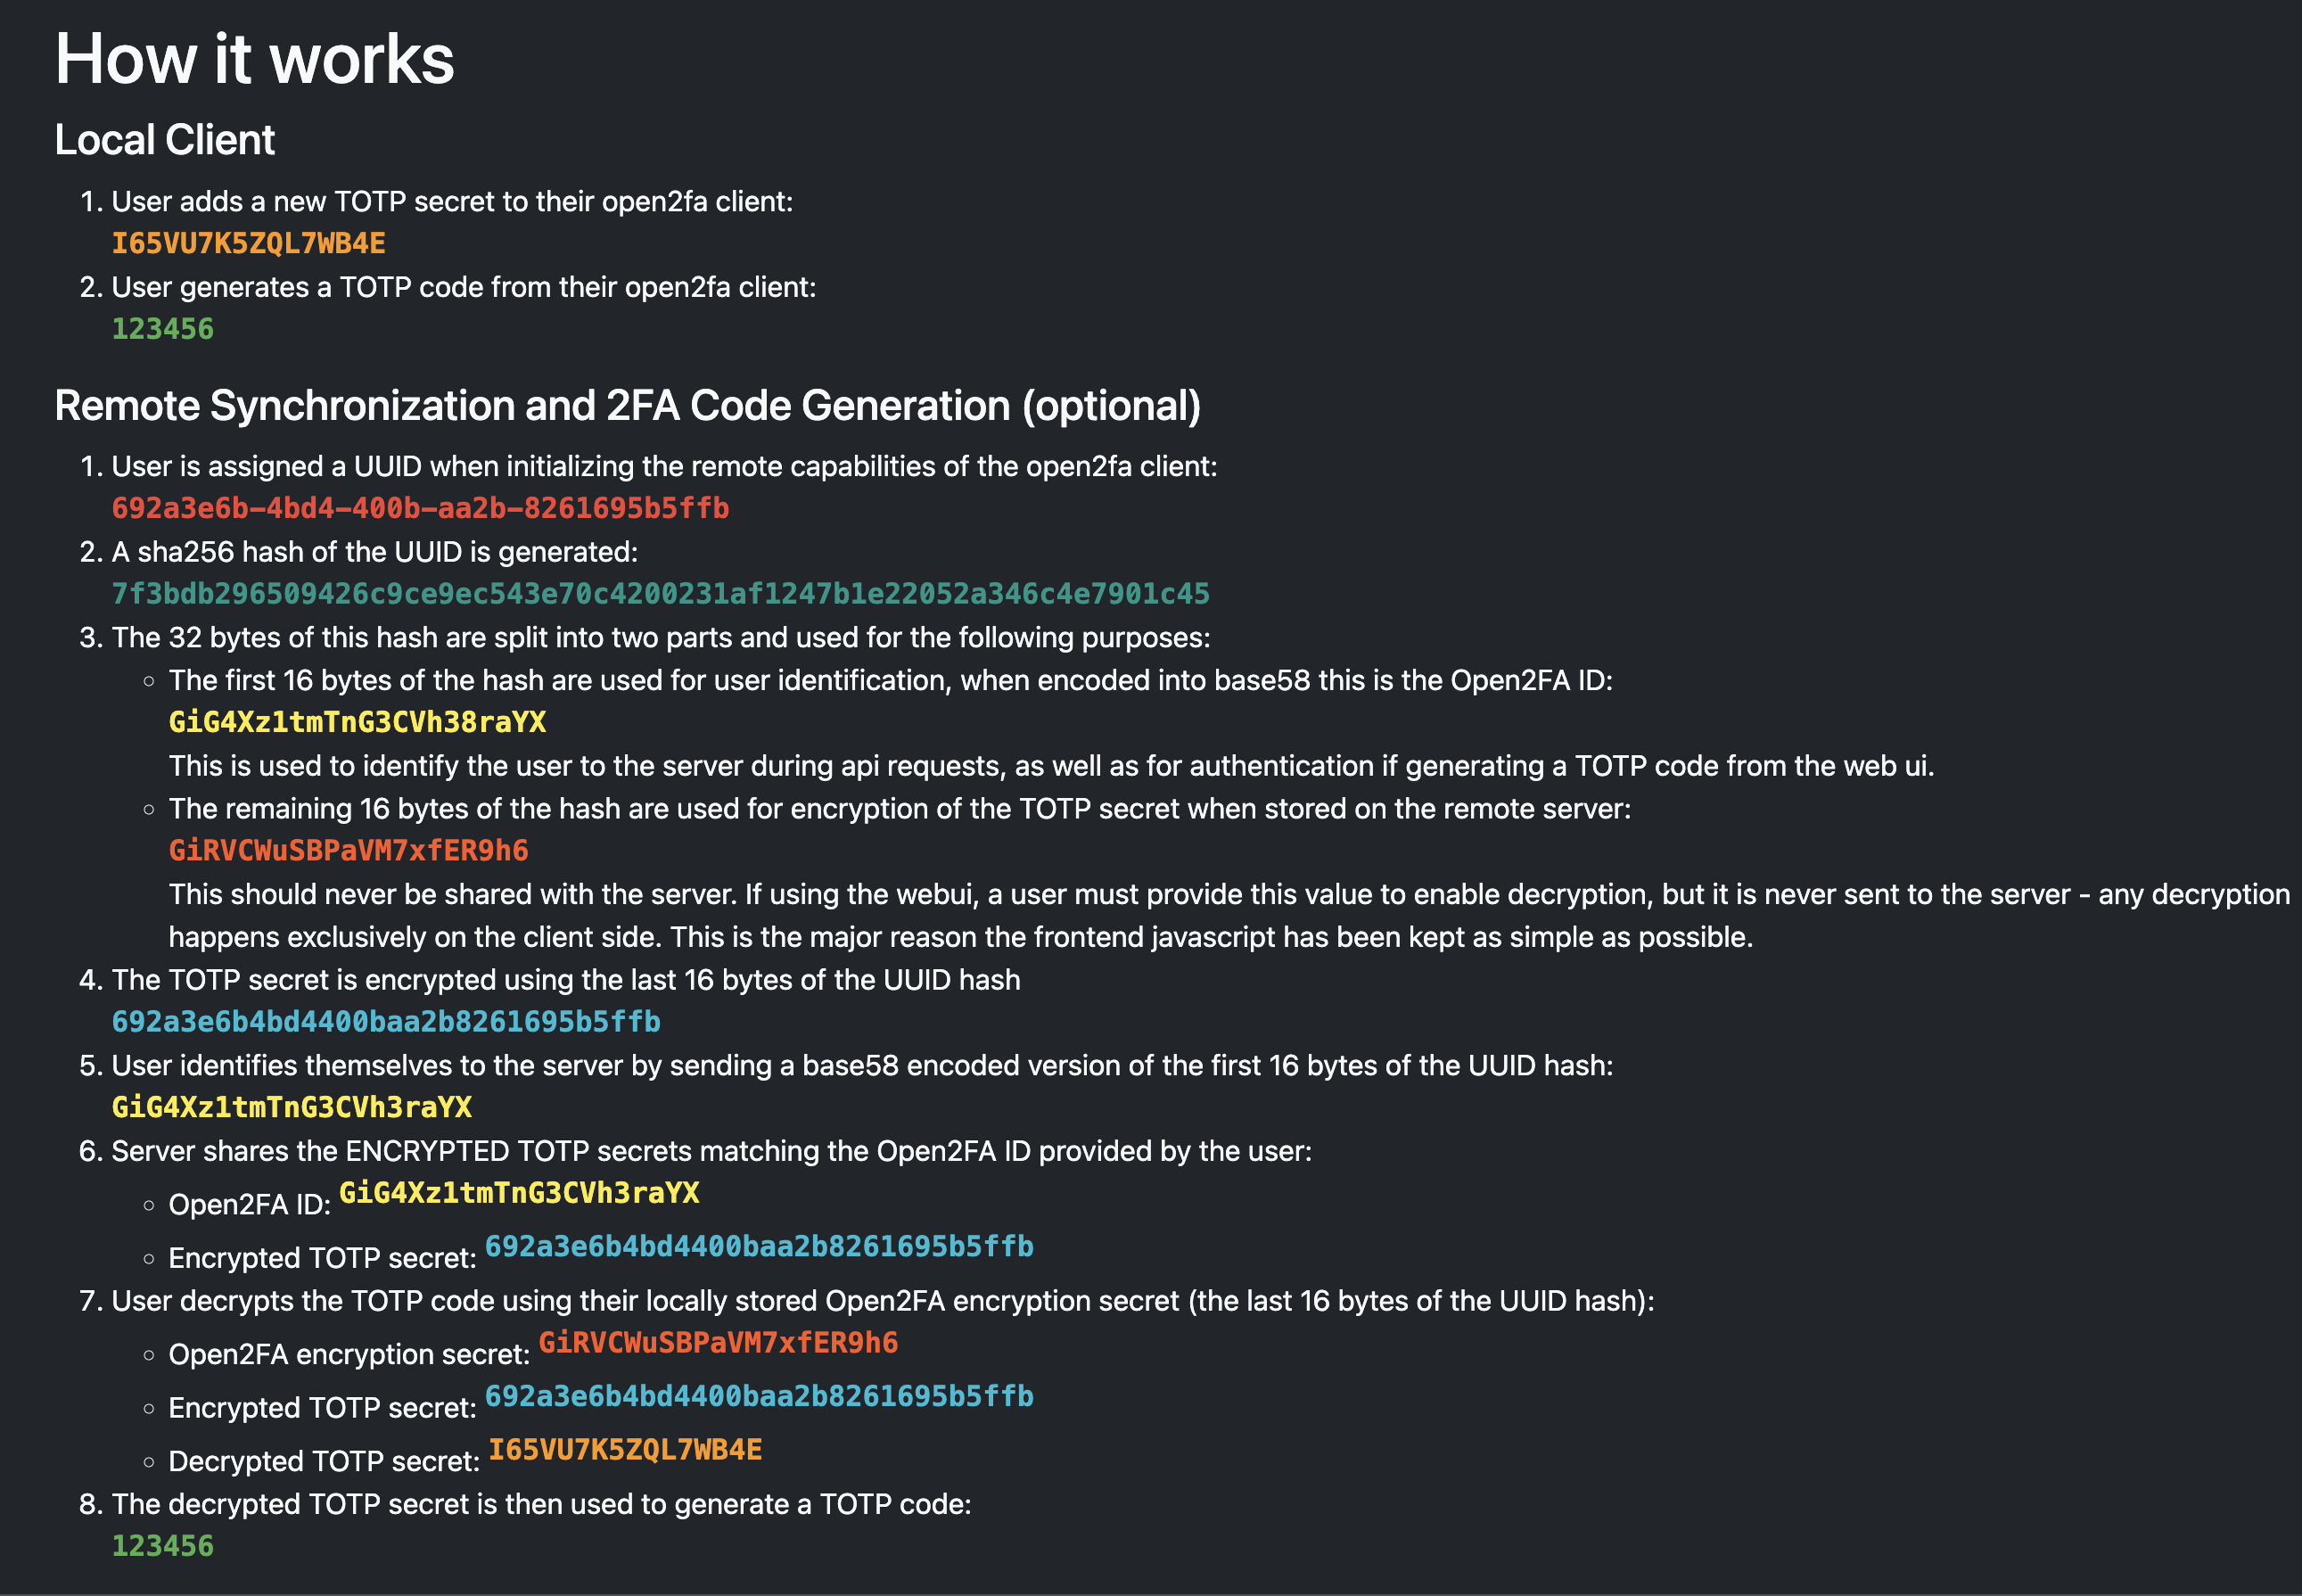 How it works
Local Client
1. User adds a new TOTP secret to their open2fa client:
I65VU7K5ZQL7WB4E
2. User generates a TOTP code from their open2fa client:
123456
Remote Synchronization and 2FA Code Generation (optional)
1. User is assigned a UUID when initializing the remote capabilities of the open2fa client:
692a3e6b-4bd4-400b-aa2b-8261695b5ffb
2. A sha256 hash of the UUID is generated:
7f3bdb296509426c9ce9ec543e70c4200231af1247b1e22052a346c4e7901c45
3. The 32 bytes of this hash are split into two parts and used for the following purposes:
○ The first 16 bytes of the hash are used for user identification, when encoded into base58 this is the Open2FA ID:
GiG4Xz1tmTnG3CVh38raYX
This is used to identify the user to the server during api requests, as well as for authentication if generating a TOTP code from the web ui.
○ The remaining 16 bytes of the hash are used for encryption of the TOTP secret when stored on the remote server:
GiRVCWuSBPaVM7xfER9h6
This should never be shared with the server. If using the webui, a user must provide this value to enable decryption, but it is never sent to the server - any decryption
happens exclusively on the client side. This is the major reason the frontend javascript has been kept as simple as possible.
4. The TOTP secret is encrypted using the last 16 bytes of the UUID hash
692a3e6b4bd4400baa2b8261695b5ffb
5. User identifies themselves to the server by sending a base58 encoded version of the first 16 bytes of the UUID hash:
GiG4Xz1tmTnG3CVh3raYX
6. Server shares the ENCRYPTED TOTP secrets matching the Open2FA ID provided by the user:
○ Open2FA ID: GiG4Xz1tmTnG3CVh3raYX
○ Encrypted TOTP secret: 692a3e6b4bd4400baa2b8261695b5ffb
7. User decrypts the TOTP code using their locally stored Open2FA encryption secret (the last 16 bytes of the UUID hash):
○ Open2FA encryption secret: GiRVCWuSBPaVM7xfER9h6
○ Encrypted TOTP secret: 692a3e6b4bd4400baa2b8261695b5ffb
○ Decrypted TOTP secret: I65VU7K5ZQL7WB4E
8. The decrypted TOTP secret is then used to generate a TOTP code:
123456